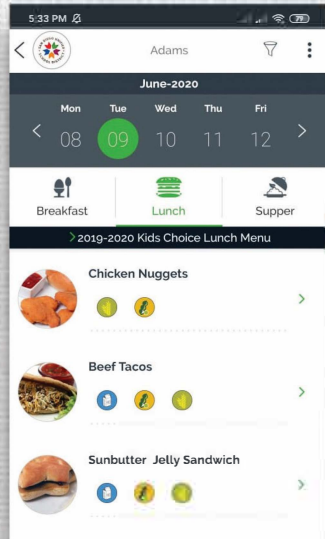 5:33 PM
79
Adams
June-2020
Mon Tue Wed Thu Fri
08 09 10 11 12
Breakfast Lunch Supper
>2019-2020 Kids Choice Lunch Menu
Chicken Nuggets
Beef Tacos
Sunbutter Jelly Sandwich